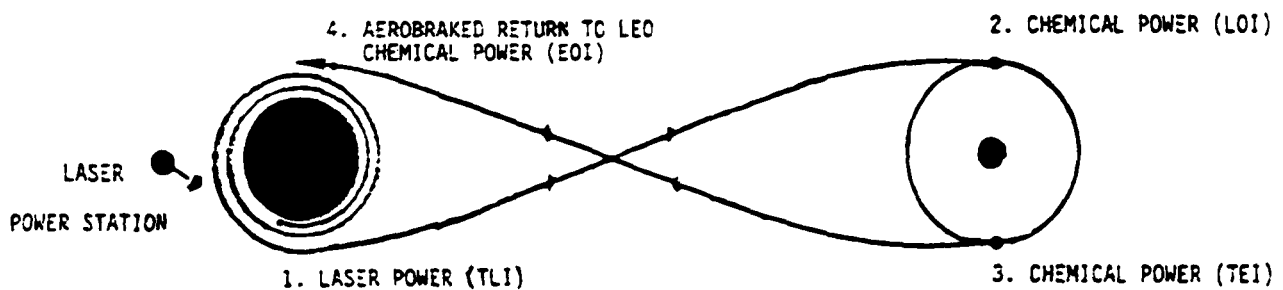 4. AEROBRAKED RETURN TO LEO
CHEMICAL POWER (EOI)
2. CHEMICAL POWER (LOI)
LASER
POWER STATION
1. LASER POWER (TLI)
3. CHEMICAL POWER (TEI)